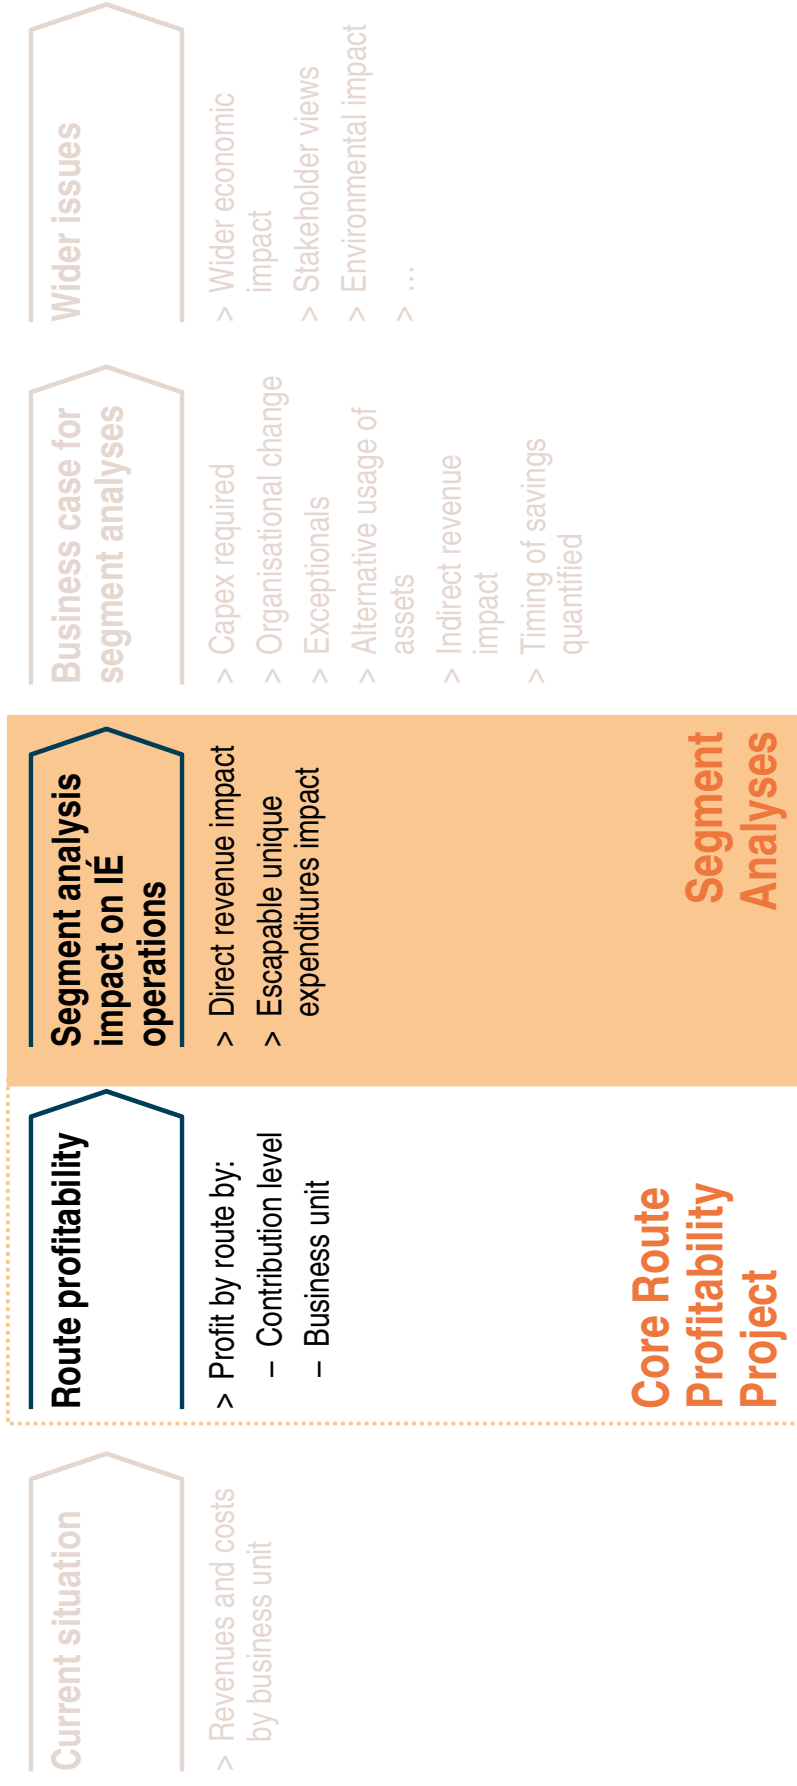 Current situation
> Revenues and costs
by business unit
Route profitability
> Profit by route by:
– Contribution level
– Business unit
Core Route
Profitability
Project
Segment analysis
impact on IÉ
operations
> Direct revenue impact
> Escapable unique
expenditures impact
Segment
Analyses
Business case for
segment analyses
> Capex required
> Organisational change
> Exceptionals
> Alternative usage of
assets
> Indirect revenue
impact
> Timing of savings
quantified
Wider issues
> Wider economic
impact
> Stakeholder views
> Environmental impact
> …